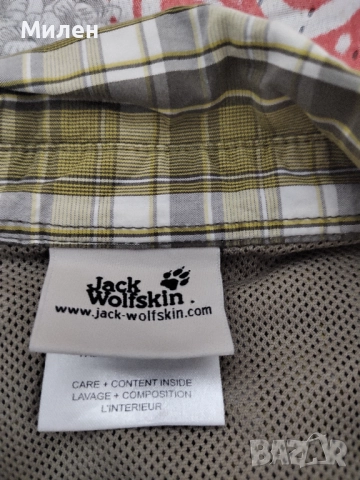 Милен
Jack
Wolfskin
www.jack-wolfskin.com
CARE + CONTENT INSIDE
LAVAGE + COMPOSITION
L'INTERIEUR
BAZAR